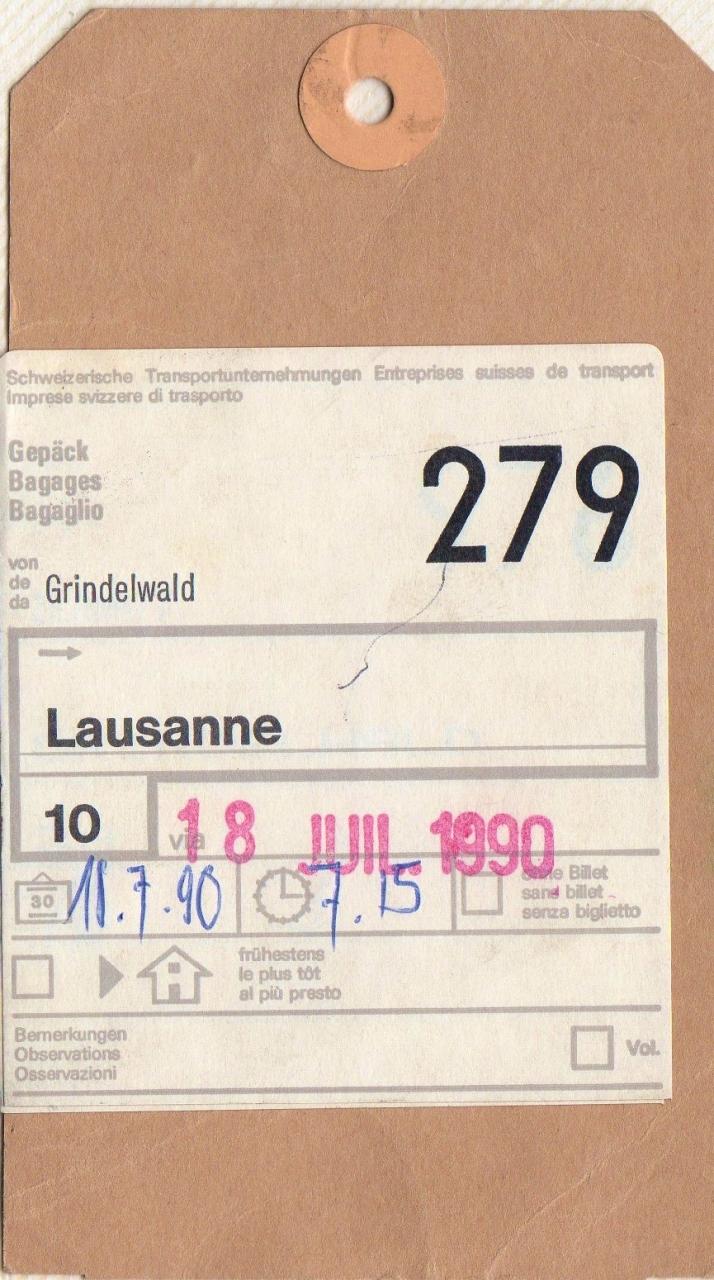 Schweizerische Transportunternehmungen Entreprises suisses de transport
Imprese svizzere di trasporto
Gepäck
Bagages
Bagaglio
279
von
de
da
Grindelwald
→
Lausanne
10
via
18 JUIL 1990
30
18.7.90
7.15
ohne Billet
sans billet
senza biglietto
frühestens
le plus tôt
al più presto
Bemerkungen
Observations
Osservazioni
Vol.